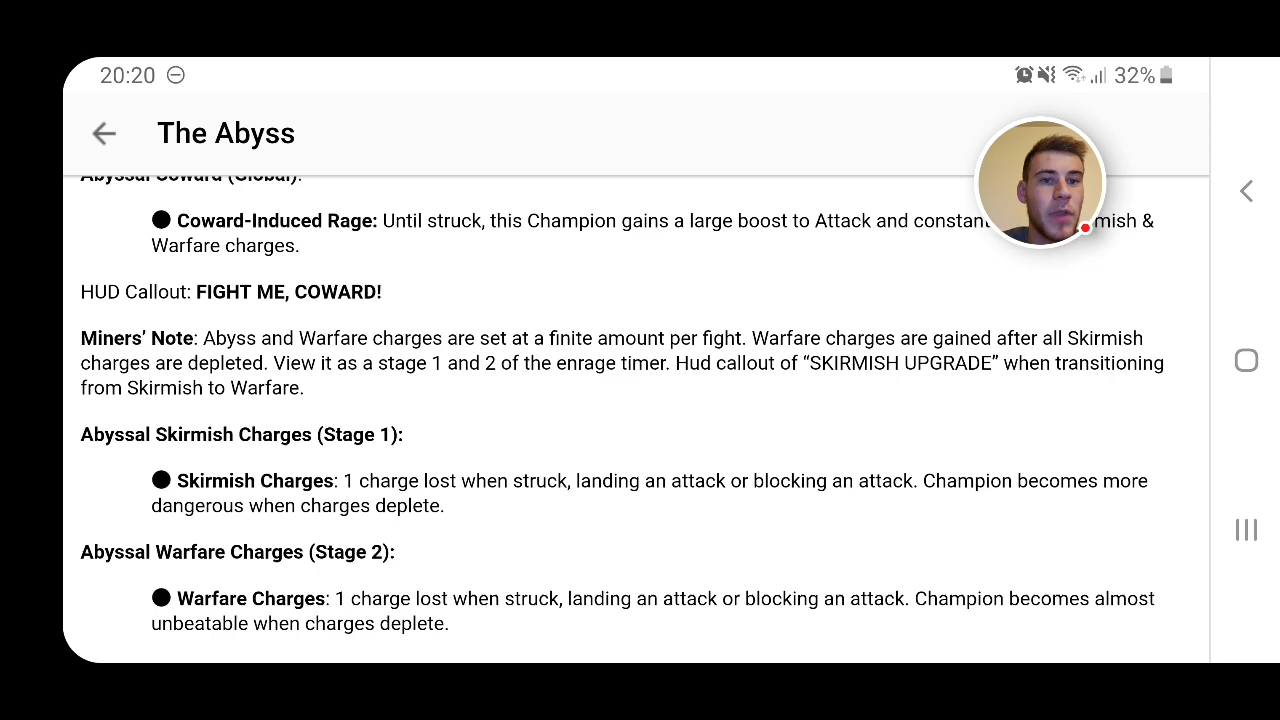 20:20
32%
The Abyss
Abyssal Coward (Global):
● Coward-Induced Rage: Until struck, this Champion gains a large boost to Attack and constant mish &
Warfare charges.
HUD Callout: FIGHT ME, COWARD!
Miners’ Note: Abyss and Warfare charges are set at a finite amount per fight. Warfare charges are gained after all Skirmish
charges are depleted. View it as a stage 1 and 2 of the enrage timer. Hud callout of “SKIRMISH UPGRADE” when transitioning
from Skirmish to Warfare.
Abyssal Skirmish Charges (Stage 1):
● Skirmish Charges: 1 charge lost when struck, landing an attack or blocking an attack. Champion becomes more
dangerous when charges deplete.
Abyssal Warfare Charges (Stage 2):
● Warfare Charges: 1 charge lost when struck, landing an attack or blocking an attack. Champion becomes almost
unbeatable when charges deplete.